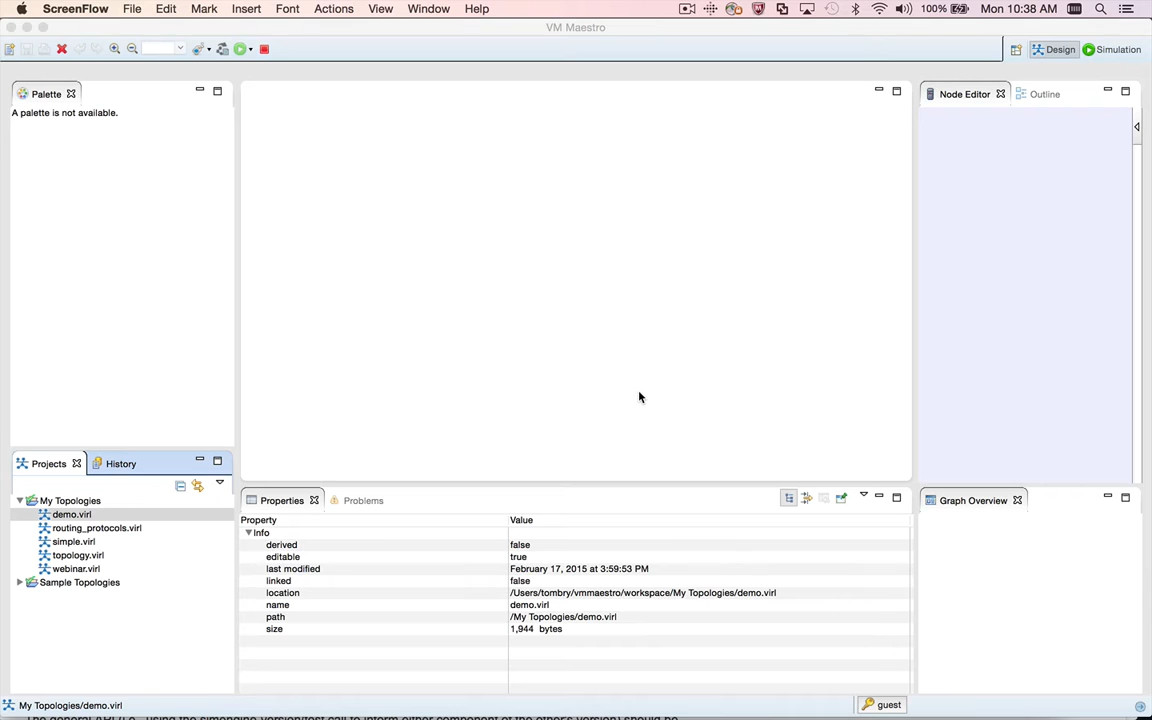 ScreenFlow File Edit Mark Insert Font Actions View Window Help 100% Mon 10:38 AM
VM Maestro
Design Simulation
Palette
A palette is not available.
Node Editor Outline
Projects History
My Topologies
demo.virl
routing_protocols.virl
simple.virl
topology.virl
webinar.virl
Sample Topologies
Properties Problems
Property Value
Info
derived false
editable true
last modified February 17, 2015 at 3:59:53 PM
linked false
location /Users/tombry/vmmaestro/workspace/My Topologies/demo.virl
name demo.virl
path /My Topologies/demo.virl
size 1,944 bytes
Graph Overview
My Topologies/demo.virl guest